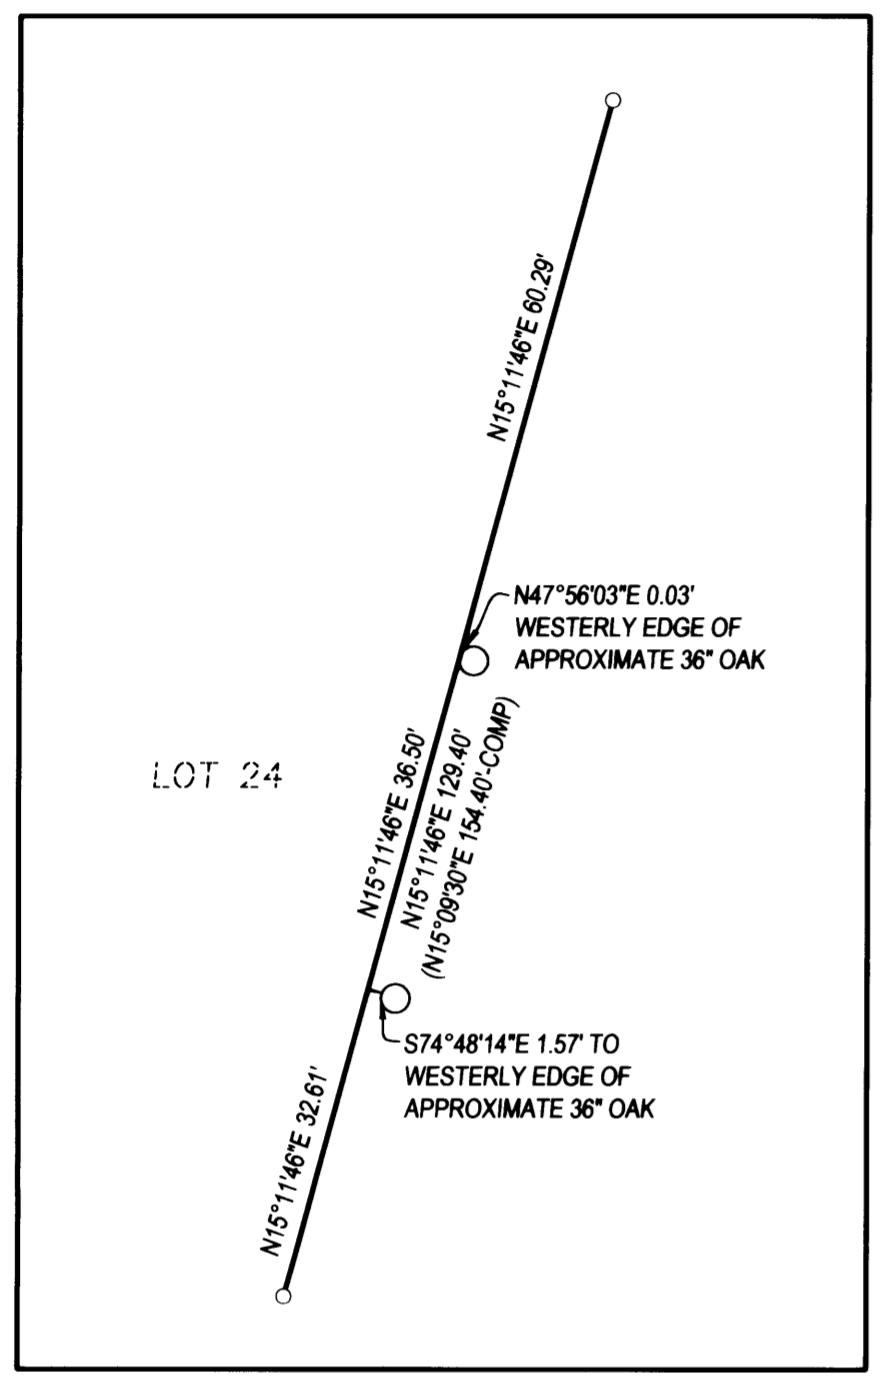 N15°11'46"E 60.29'
N47°56'03"E 0.03'
WESTERLY EDGE OF
APPROXIMATE 36" OAK
LOT 24
N15°11'46"E 36.50'
N15°11'46"E 129.40'
(N15°09'30"E 154.40'-COMP)
S74°48'14"E 1.57' TO
WESTERLY EDGE OF
APPROXIMATE 36" OAK
N15°11'46"E 32.61'